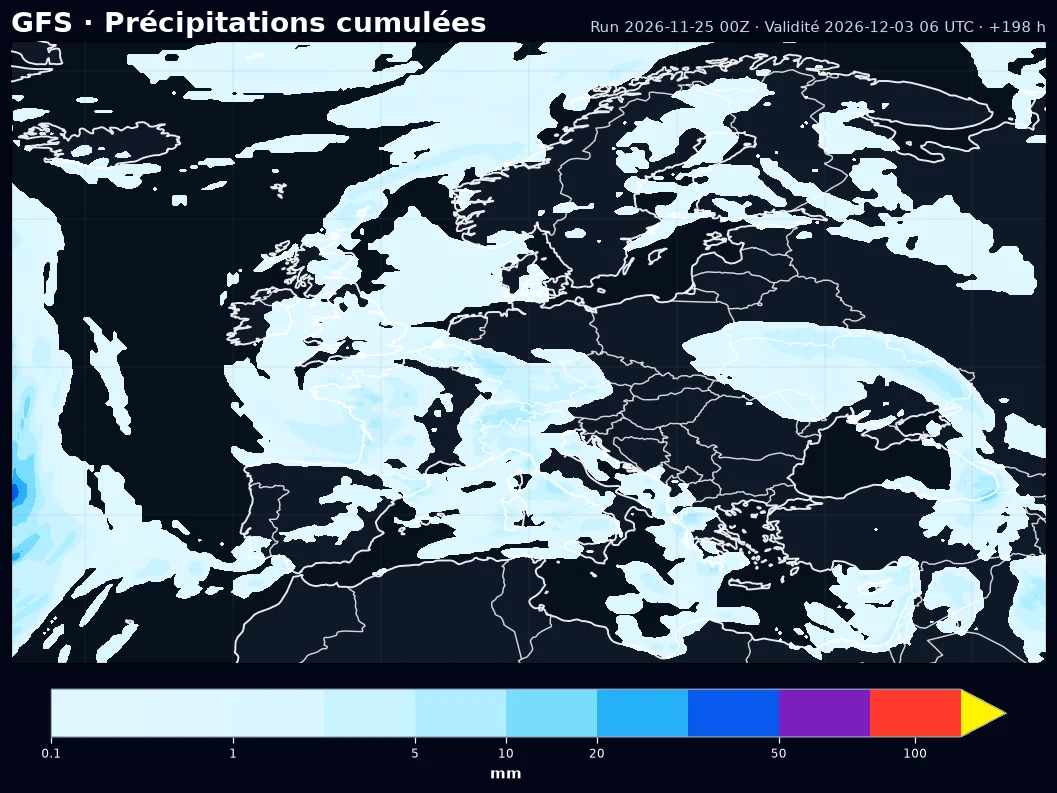 GFS · Précipitations cumulées
Run 2026-11-25 00Z · Validité 2026-12-03 06 UTC · +198 h
0.1 1 5 10 20 50 100
mm